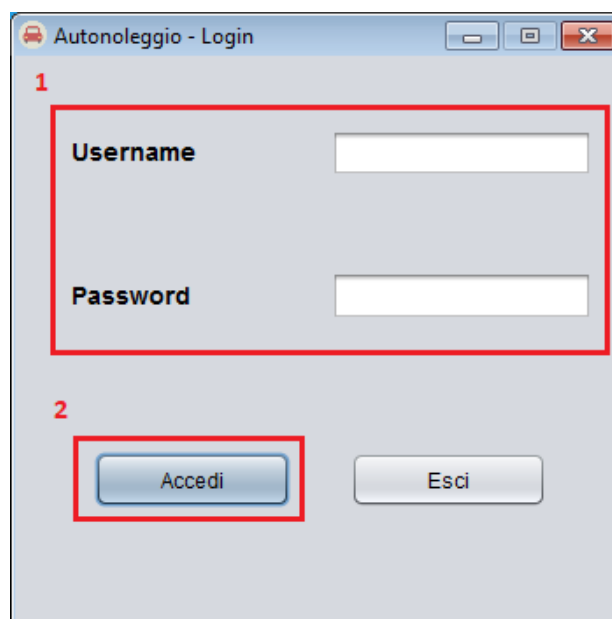 Autonoleggio - Login
1
Username
Password
2
Accedi Esci